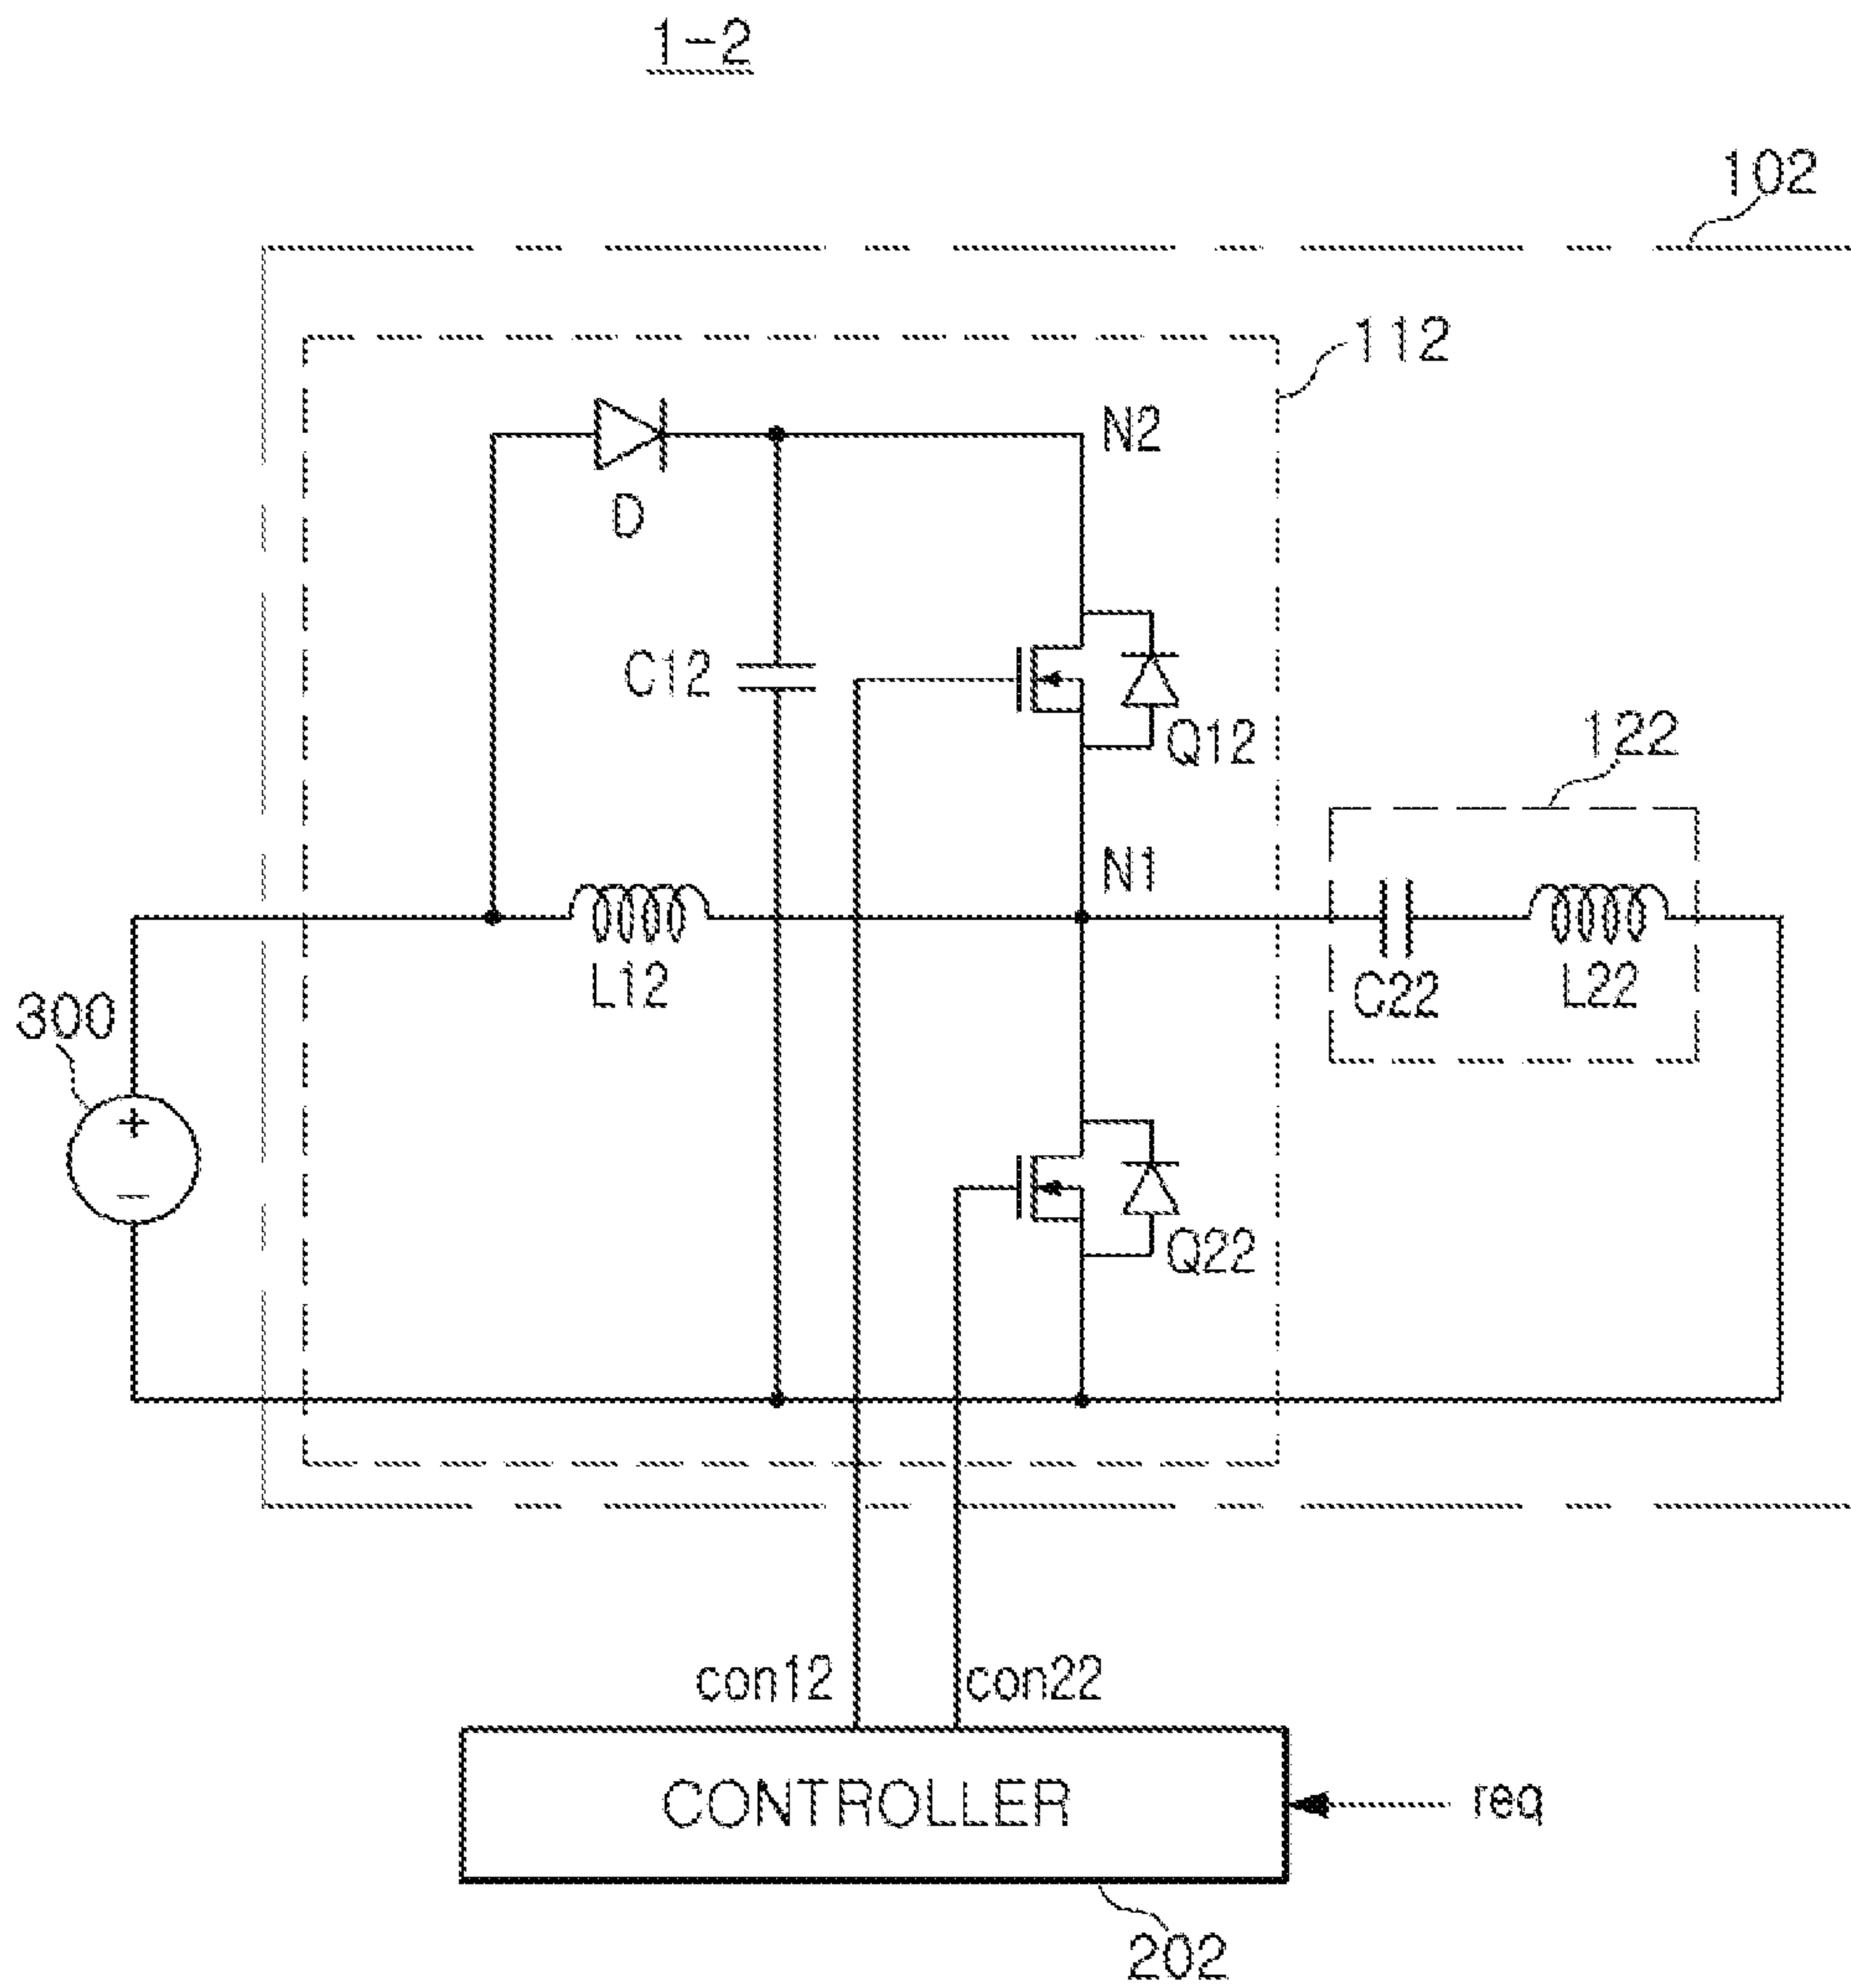 1-2
102
112
N2
D
C12
Q12
122
N1
L12
C22
L22
300
+
−
Q22
con12
con22
CONTROLLER
req
202